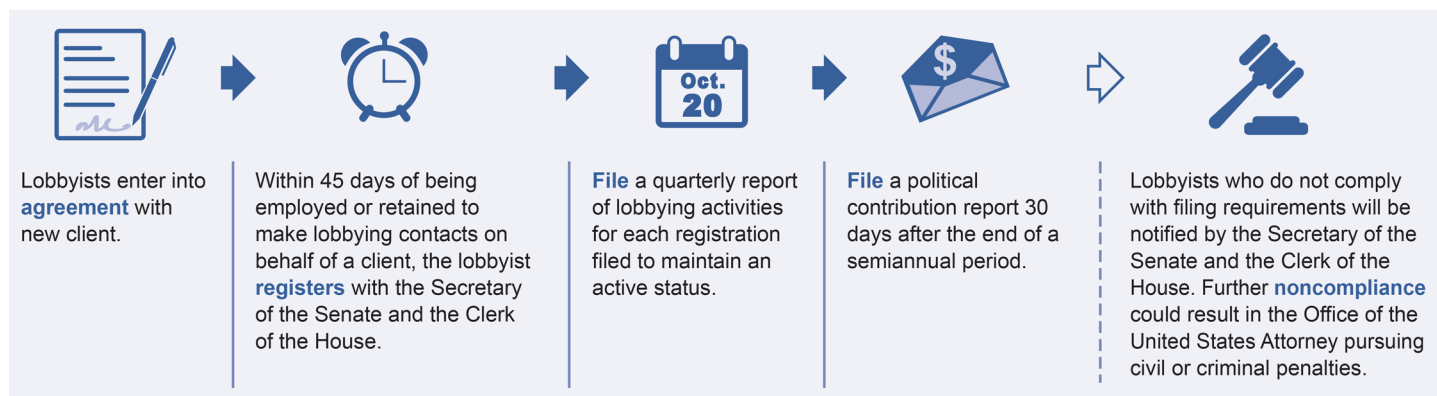 Oct.
20
$
Lobbyists enter into
agreement with
new client.
Within 45 days of being
employed or retained to
make lobbying contacts on
behalf of a client, the lobbyist
registers with the Secretary
of the Senate and the Clerk
of the House.
File a quarterly report
of lobbying activities
for each registration
filed to maintain an
active status.
File a political
contribution report 30
days after the end of a
semiannual period.
Lobbyists who do not comply
with filing requirements will be
notified by the Secretary of the
Senate and the Clerk of the
House. Further noncompliance
could result in the Office of the
United States Attorney pursuing
civil or criminal penalties.